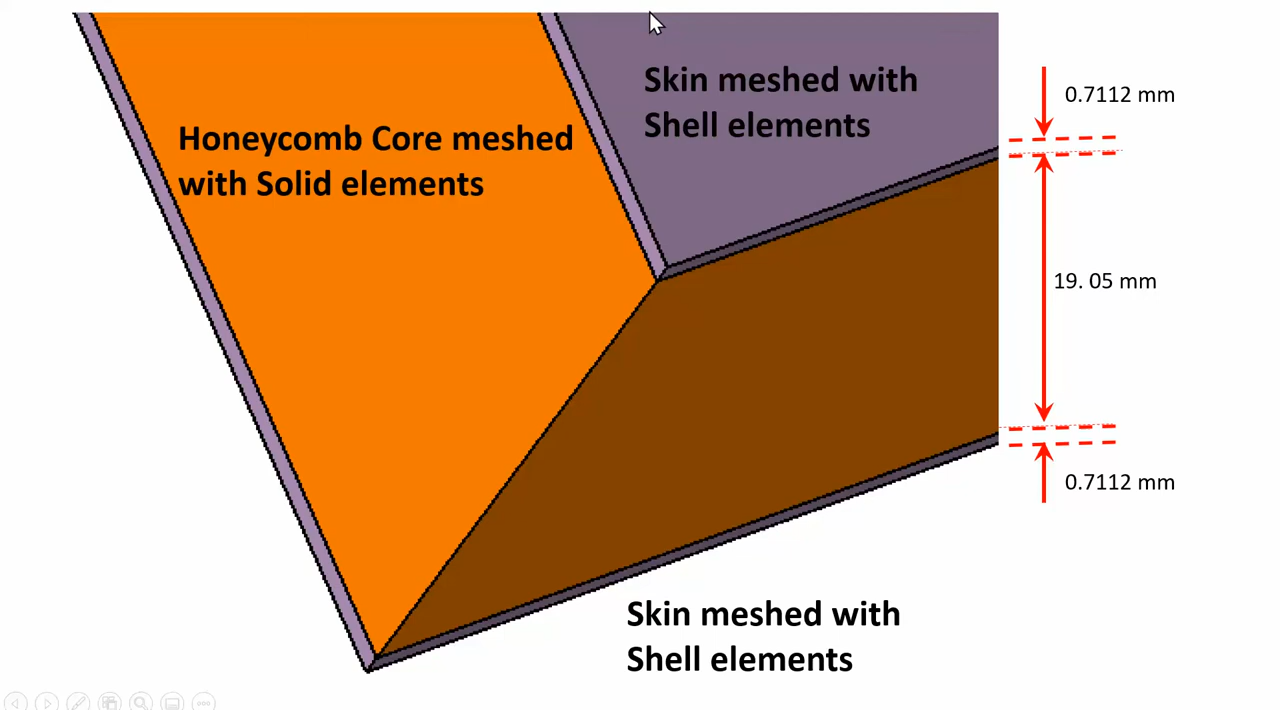 Skin meshed with
Shell elements
Honeycomb Core meshed
with Solid elements
0.7112 mm
19. 05 mm
0.7112 mm
Skin meshed with
Shell elements